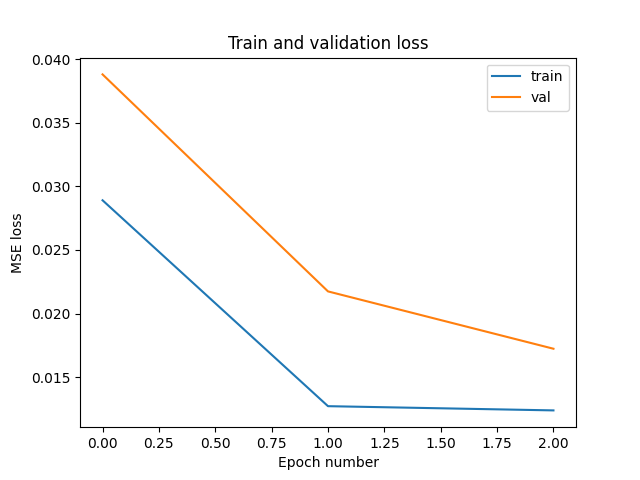 Train and validation loss
train
val
0.040
0.035
0.030
0.025
0.020
0.015
MSE loss
0.00 0.25 0.50 0.75 1.00 1.25 1.50 1.75 2.00
Epoch number